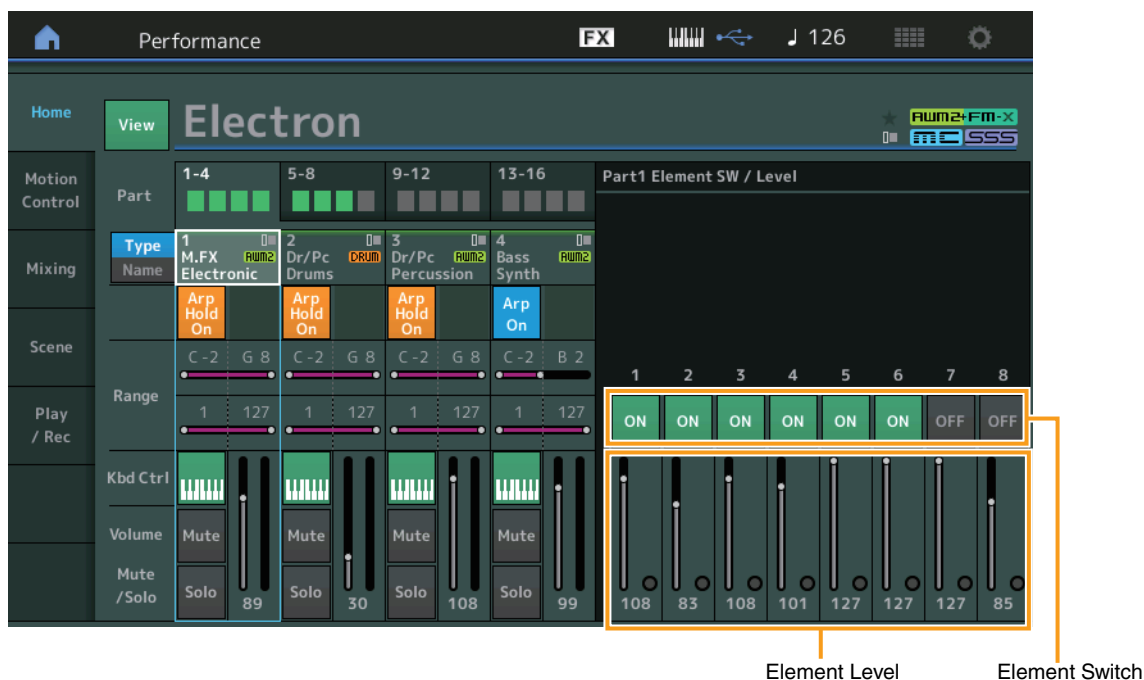 Performance FX ♩ 126
Home
View Electron AWM2+FM-X
MC SSS
Motion
Control
Part 1-4 5-8 9-12 13-16 Part1 Element SW / Level
Type
Name
1 M.FX AWM2 Electronic
2 Dr/Pc DRUM Drums
3 Dr/Pc AWM2 Percussion
4 Bass AWM2 Synth
Mixing
Arp
Hold
On
Arp
Hold
On
Arp
Hold
On
Arp
On
Scene
Range
C -2 G 8 C -2 G 8 C -2 G 8 C -2 B 2
1 127 1 127 1 127 1 127
1 2 3 4 5 6 7 8
ON ON ON ON ON ON OFF OFF
Play
/ Rec
Kbd Ctrl
Volume Mute Mute Mute Mute
Mute
/Solo
Solo 89 Solo 30 Solo 108 Solo 99
108 83 108 101 127 127 127 85
Element Level Element Switch